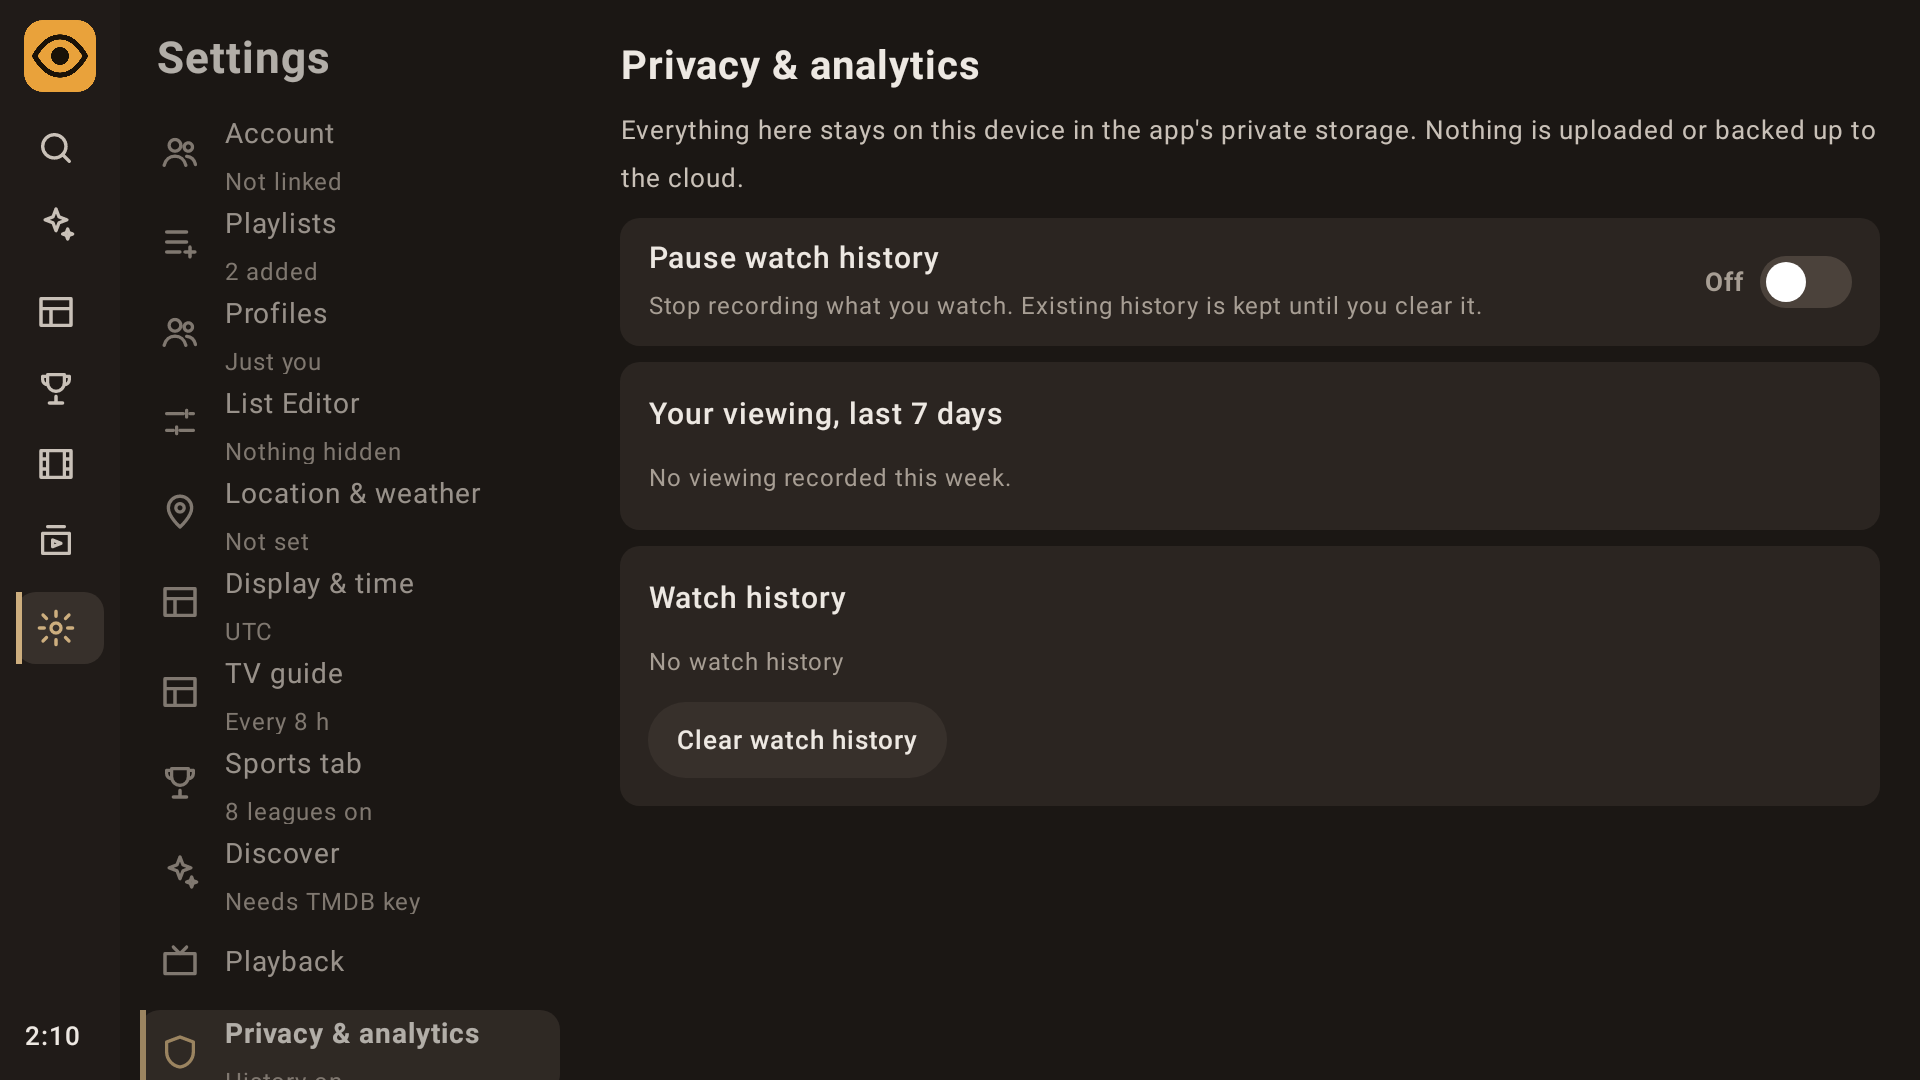 Settings
Account
Not linked
Playlists
2 added
Profiles
Just you
List Editor
Nothing hidden
Location & weather
Not set
Display & time
UTC
TV guide
Every 8 h
Sports tab
8 leagues on
Discover
Needs TMDB key
Playback
Privacy & analytics
History on
2:10
Privacy & analytics
Everything here stays on this device in the app's private storage. Nothing is uploaded or backed up to
the cloud.
Pause watch history
Stop recording what you watch. Existing history is kept until you clear it.
Off
Your viewing, last 7 days
No viewing recorded this week.
Watch history
No watch history
Clear watch history